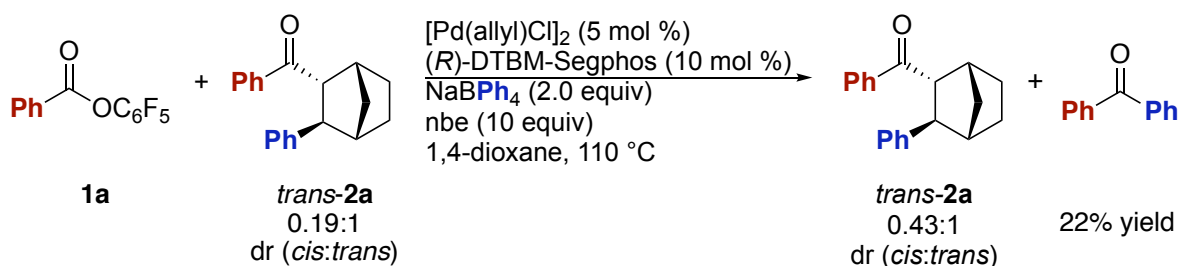 O
Ph
OC6F5
1a
+
O
Ph
Ph
trans-2a
0.19:1
dr (cis:trans)
[Pd(allyl)Cl]2 (5 mol %)
(R)-DTBM-Segphos (10 mol %)
NaBPh4 (2.0 equiv)
nbe (10 equiv)
1,4-dioxane, 110 °C
O
Ph
Ph
trans-2a
0.43:1
dr (cis:trans)
+
O
Ph
Ph
22% yield